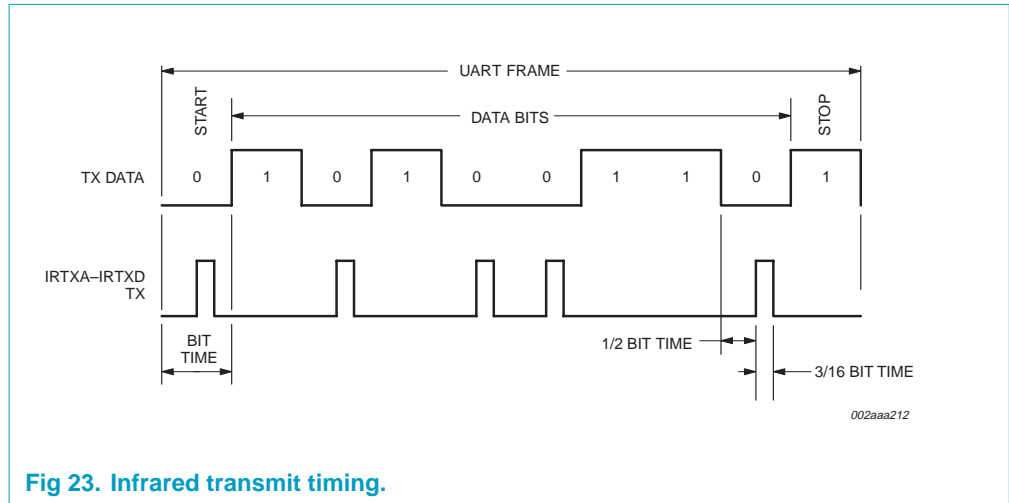 UART FRAME
START
DATA BITS
STOP
TX DATA
0 1 0 1 0 0 1 1 0 1
IRTXA–IRTXD
TX
BIT
TIME
1/2 BIT TIME
3/16 BIT TIME
002aaa212
Fig 23. Infrared transmit timing.